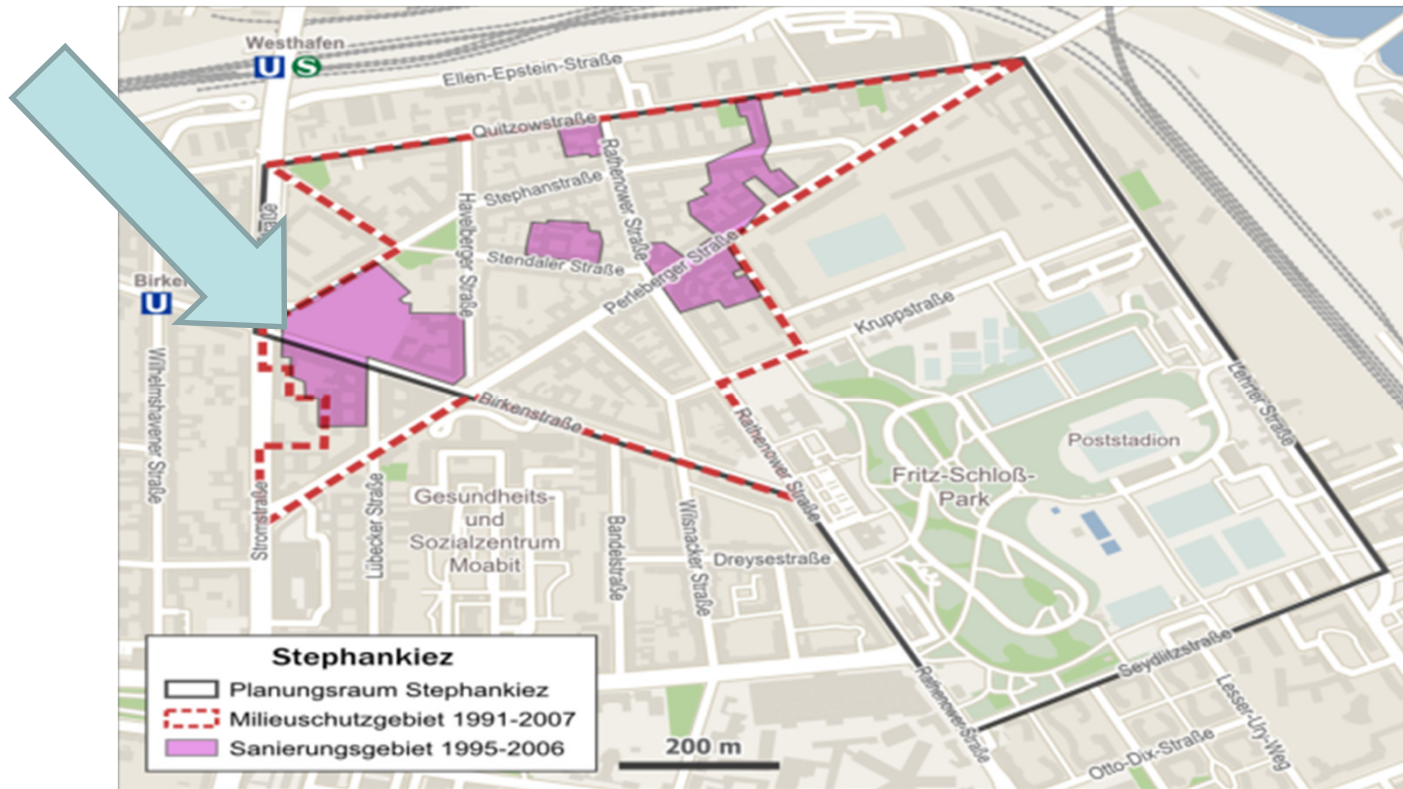 Westhafen
U S
Ellen-Epstein-Straße
Quitzowstraße
Rathenower Straße
Stephanstraße
Havelberger Straße
Stendaler Straße
Perleberger Straße
raße
Birke
U
Kruppstraße
Wilhelmshavener Straße
Lehrter Straße
Birkenstraße
Rathenower Straße
Poststadion
Fritz-Schloß-
Park
Stromstraße
Lübecker Straße
Gesundheits-
und
Sozialzentrum
Moabit
Bandelstraße
Wilsnacker Straße
Dreysestraße
Seydlitzstraße
Rathenower Straße
Lesser-Ury-Weg
Otto-Dix-Straße
Stephankiez
Planungsraum Stephankiez
Milieuschutzgebiet 1991-2007
Sanierungsgebiet 1995-2006
200 m